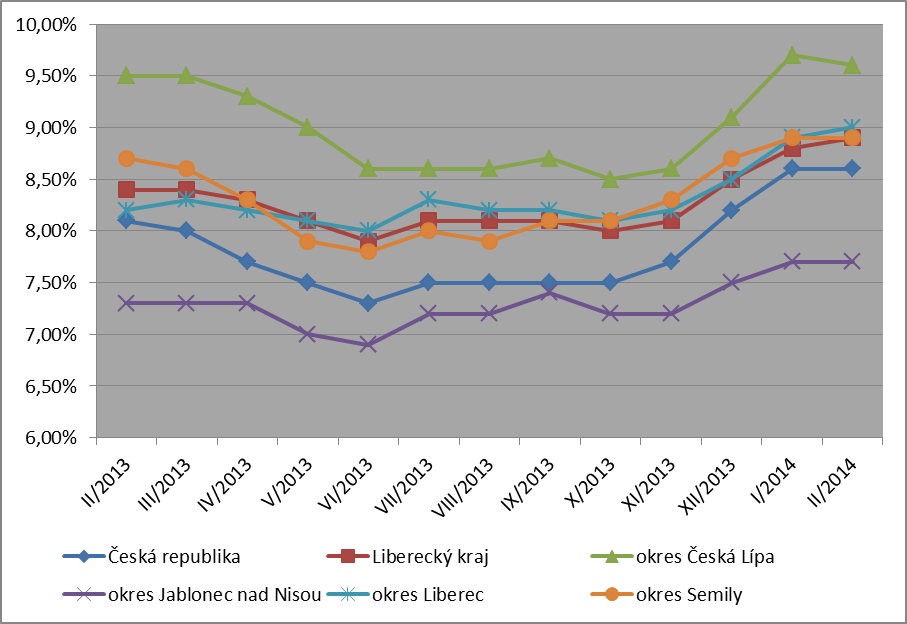 10,00%
9,50%
9,00%
8,50%
8,00%
7,50%
7,00%
6,50%
6,00%
II/2013
III/2013
IV/2013
V/2013
VI/2013
VII/2013
VIII/2013
IX/2013
X/2013
XI/2013
XII/2013
I/2014
II/2014
Česká republika
Liberecký kraj
okres Česká Lípa
okres Jablonec nad Nisou
okres Liberec
okres Semily